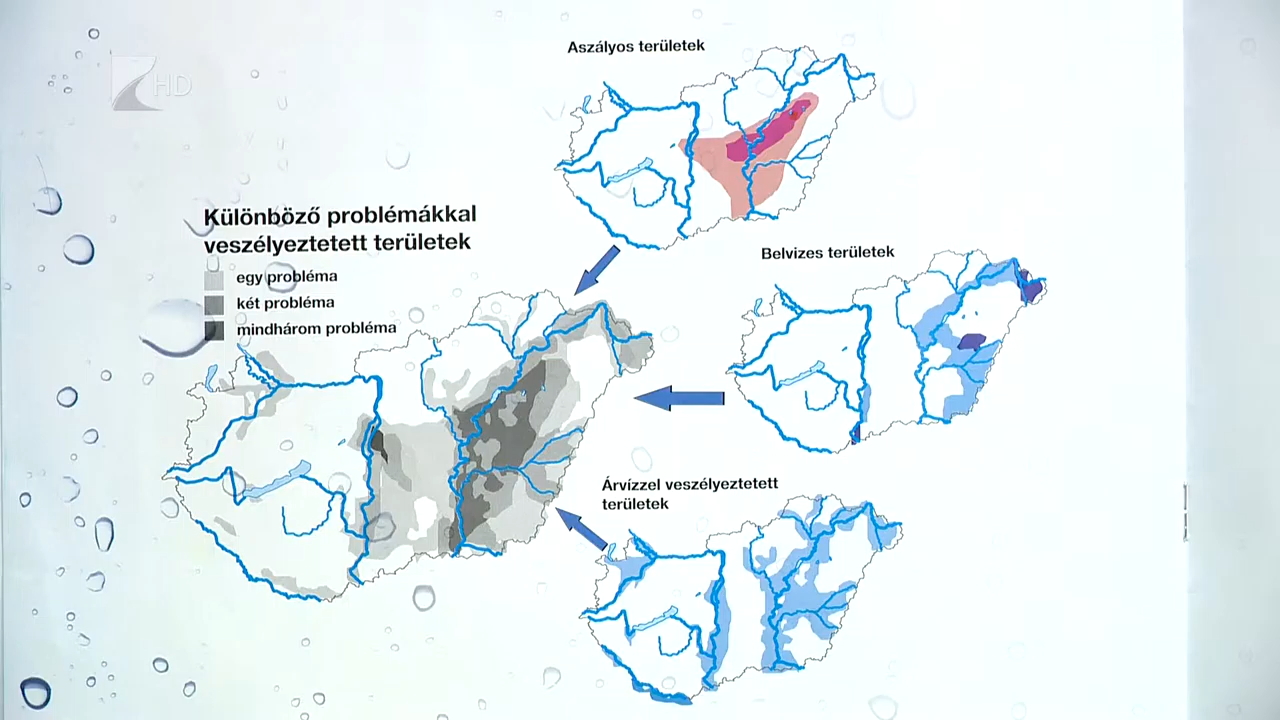 HD
Aszályos területek
Különböző problémákkal
veszélyeztetett területek
egy probléma
két probléma
mindhárom probléma
Belvizes területek
Árvízzel veszélyeztetett
területek